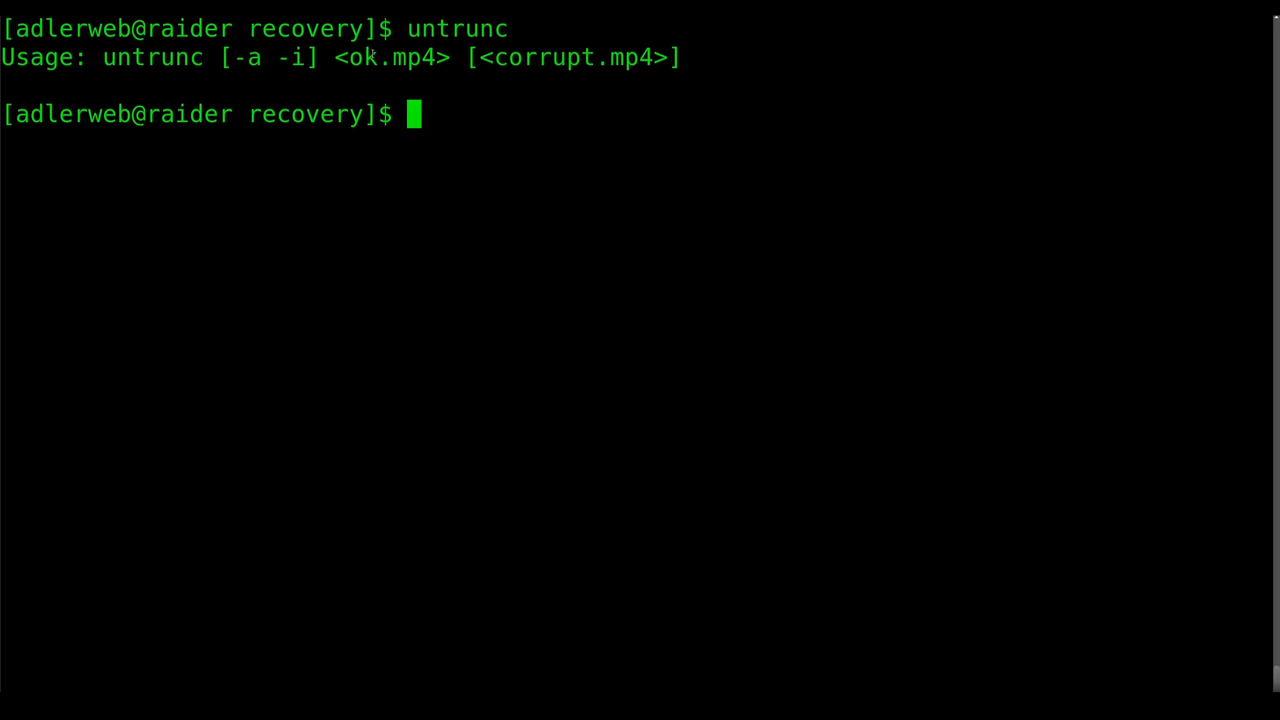 [adlerweb@raider recovery]$ untrunc
Usage: untrunc [-a -i] <ok.mp4> [<corrupt.mp4>]
[adlerweb@raider recovery]$